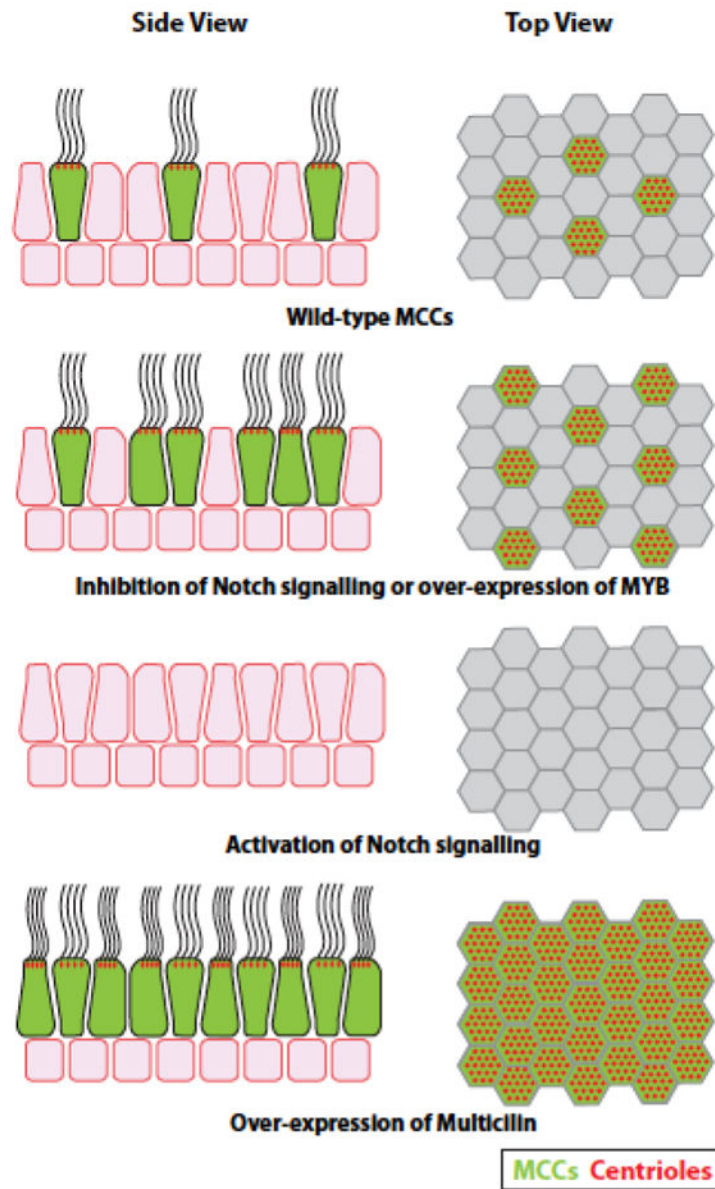 Side View Top View
Wild-type MCCs
Inhibition of Notch signalling or over-expression of MYB
Activation of Notch signalling
Over-expression of Multicilin
MCCs Centrioles